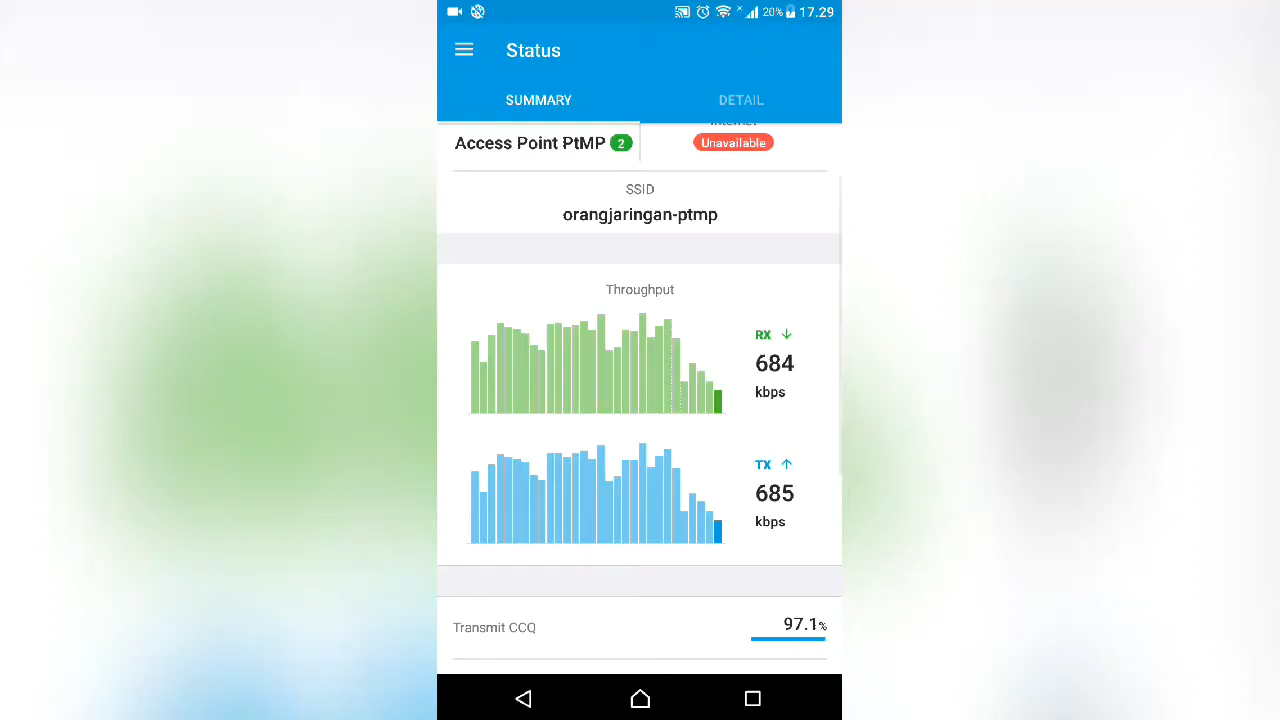 20% 17.29
Status
SUMMARY DETAIL
Internet
Access Point PtMP 2 Unavailable
SSID
orangjaringan-ptmp
Throughput
RX ↓
684
kbps
TX ↑
685
kbps
Transmit CCQ 97.1%